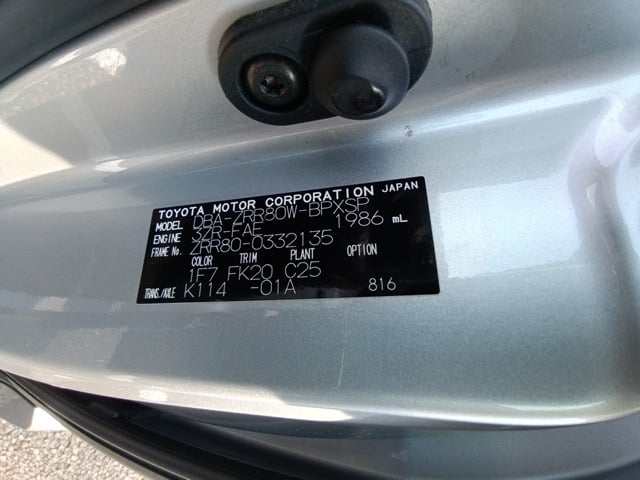 TOYOTA MOTOR CORPORATION JAPAN
MODEL DBA-ZRR80W-BPXSP
ENGINE 3ZR-FAE 1986 mL
FRAME No. ZRR80-0332135
COLOR TRIM PLANT OPTION
1F7 FK20 C25
TRANS./AXLE K114 -01A 816